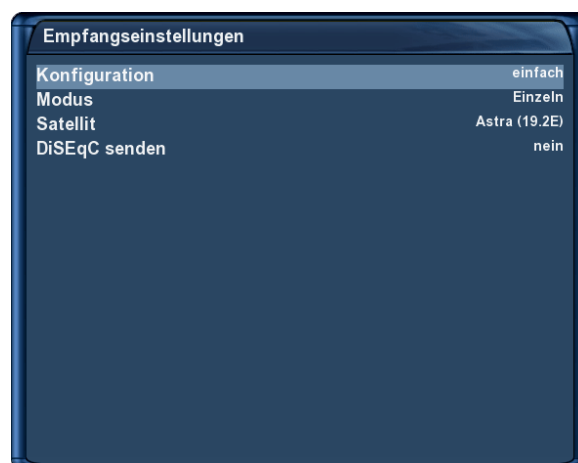 Empfangseinstellungen
Konfiguration einfach
Modus Einzeln
Satellit Astra (19.2E)
DiSEqC senden nein